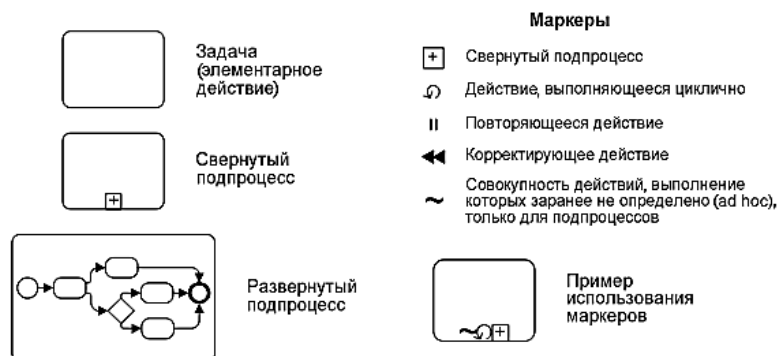 Задача
(элементарное
действие)
Свернутый
подпроцесс
Развернутый
подпроцесс
Маркеры
Свернутый подпроцесс
Действие, выполняющееся циклично
Повторяющееся действие
Корректирующее действие
Совокупность действий, выполнение
которых заранее не определено (ad hoc),
только для подпроцессов
Пример
использования
маркеров